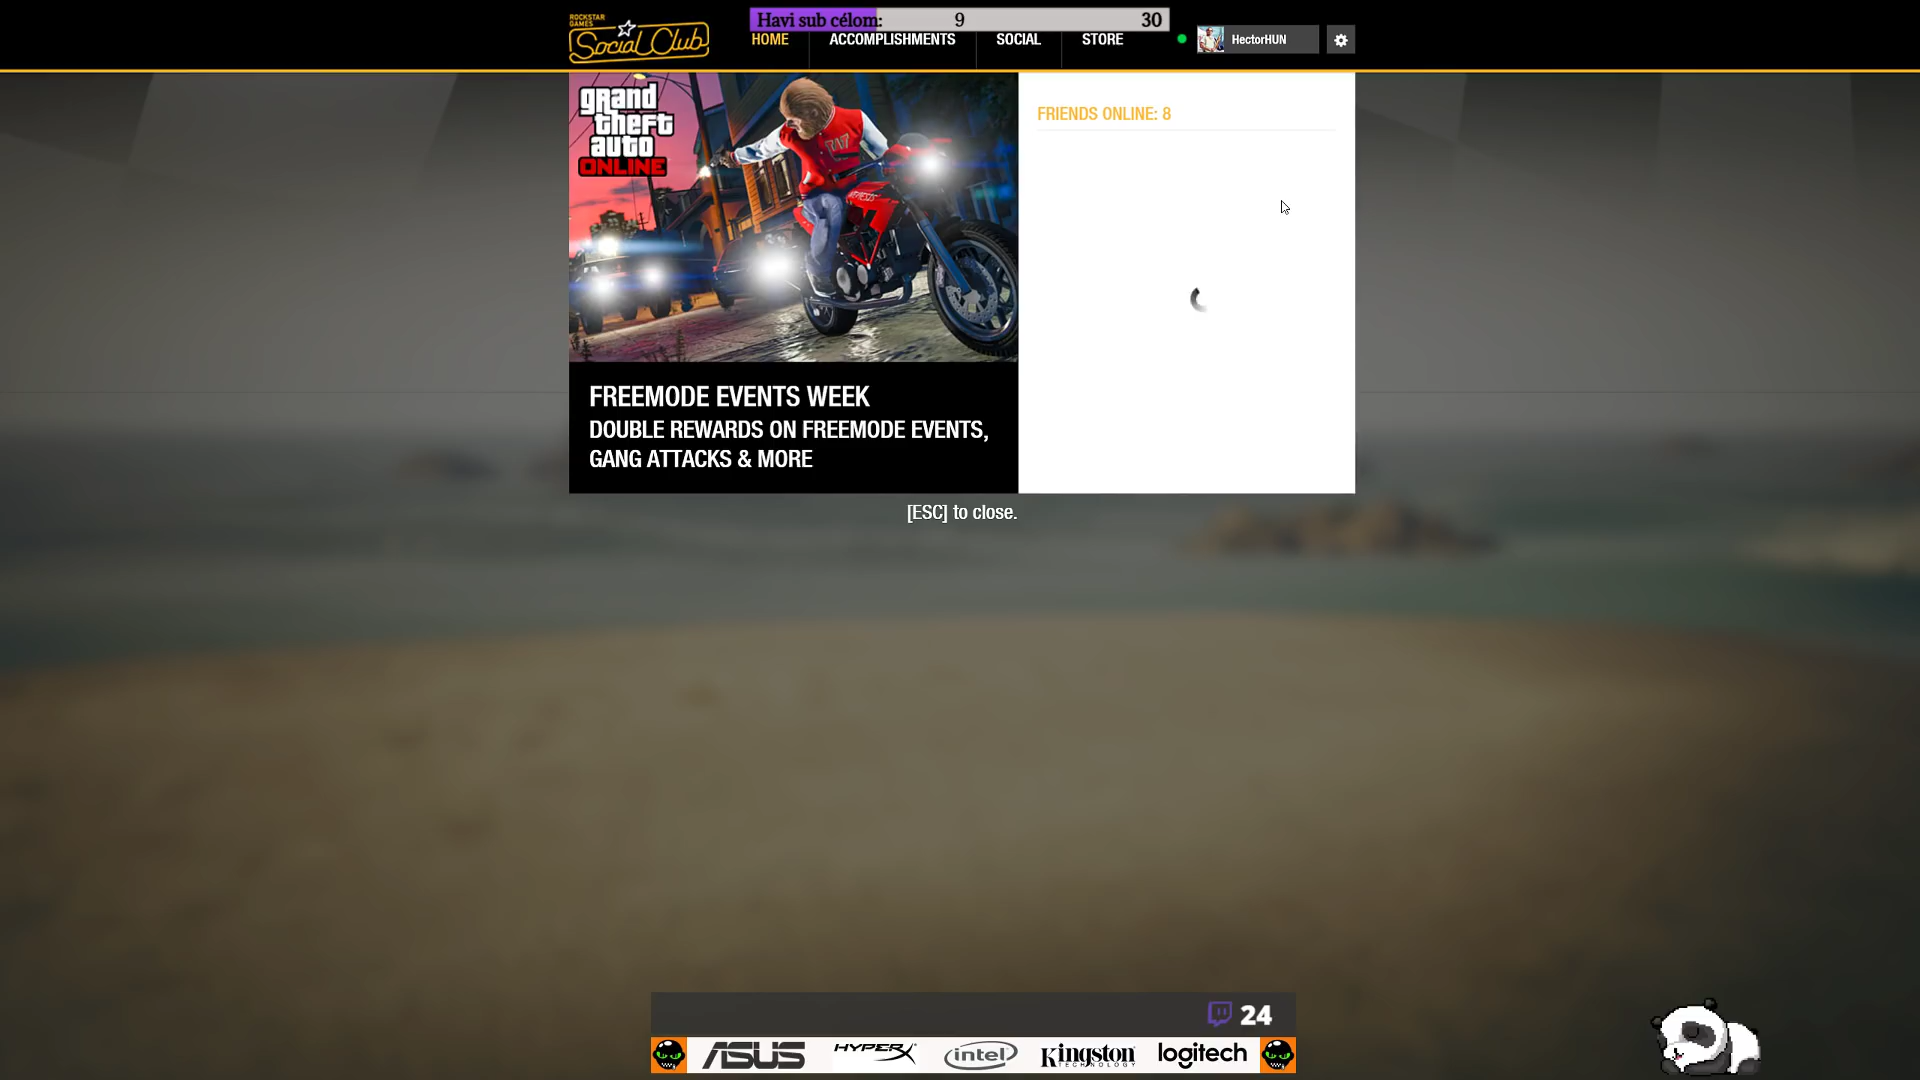 ROCKSTAR
GAMES
Social Club
Havi sub célom: 9 30
HOME ACCOMPLISHMENTS SOCIAL STORE HectorHUN
grand
theft
auto
ONLINE
FRIENDS ONLINE: 8
FREEMODE EVENTS WEEK
DOUBLE REWARDS ON FREEMODE EVENTS,
GANG ATTACKS & MORE
[ESC] to close.
24
ASUS HYPERX intel Kingston logitech
TECHNOLOGY